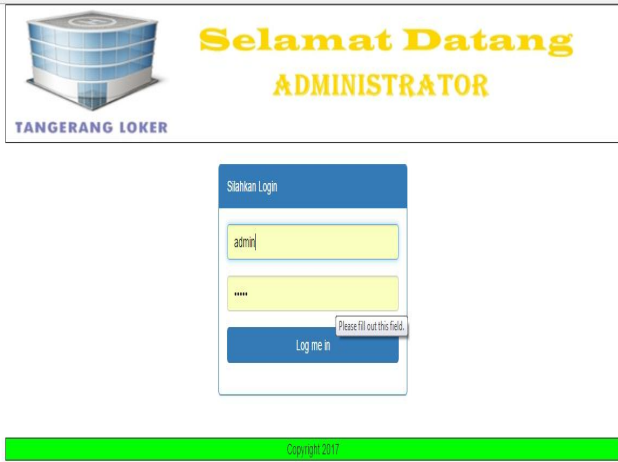 Selamat Datang
ADMINISTRATOR
TANGERANG LOKER
Silahkan Login
admin
•••••
Please fill out this field.
Log me in
Copyright 2017